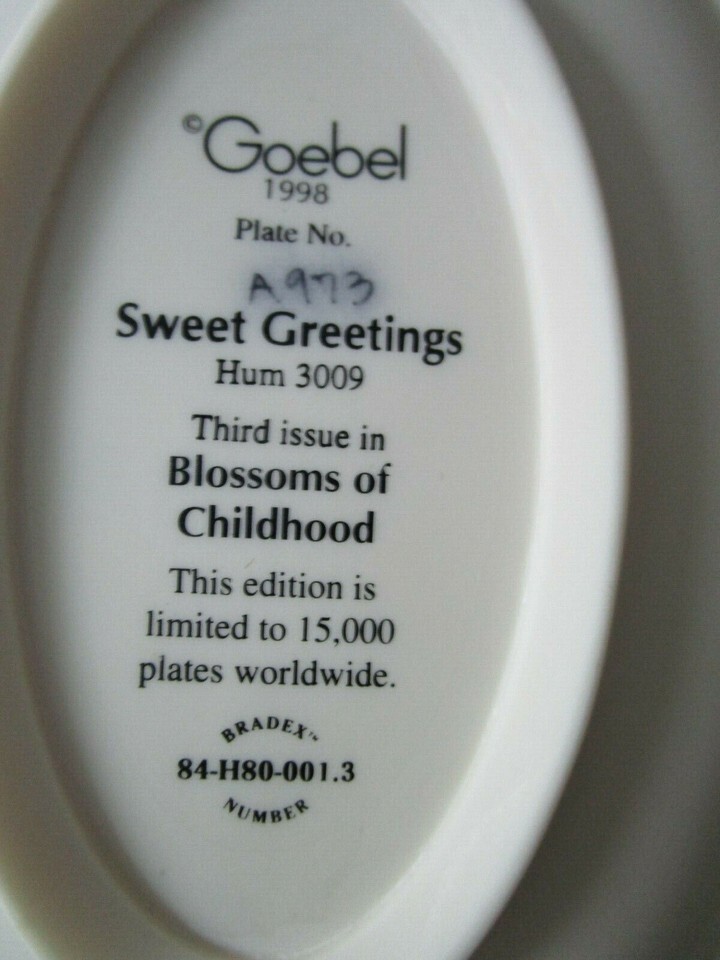 ©Goebel
1998
Plate No.
A973
Sweet Greetings
Hum 3009
Third issue in
Blossoms of
Childhood
This edition is
limited to 15,000
plates worldwide.
BRADEX™
84-H80-001.3
NUMBER